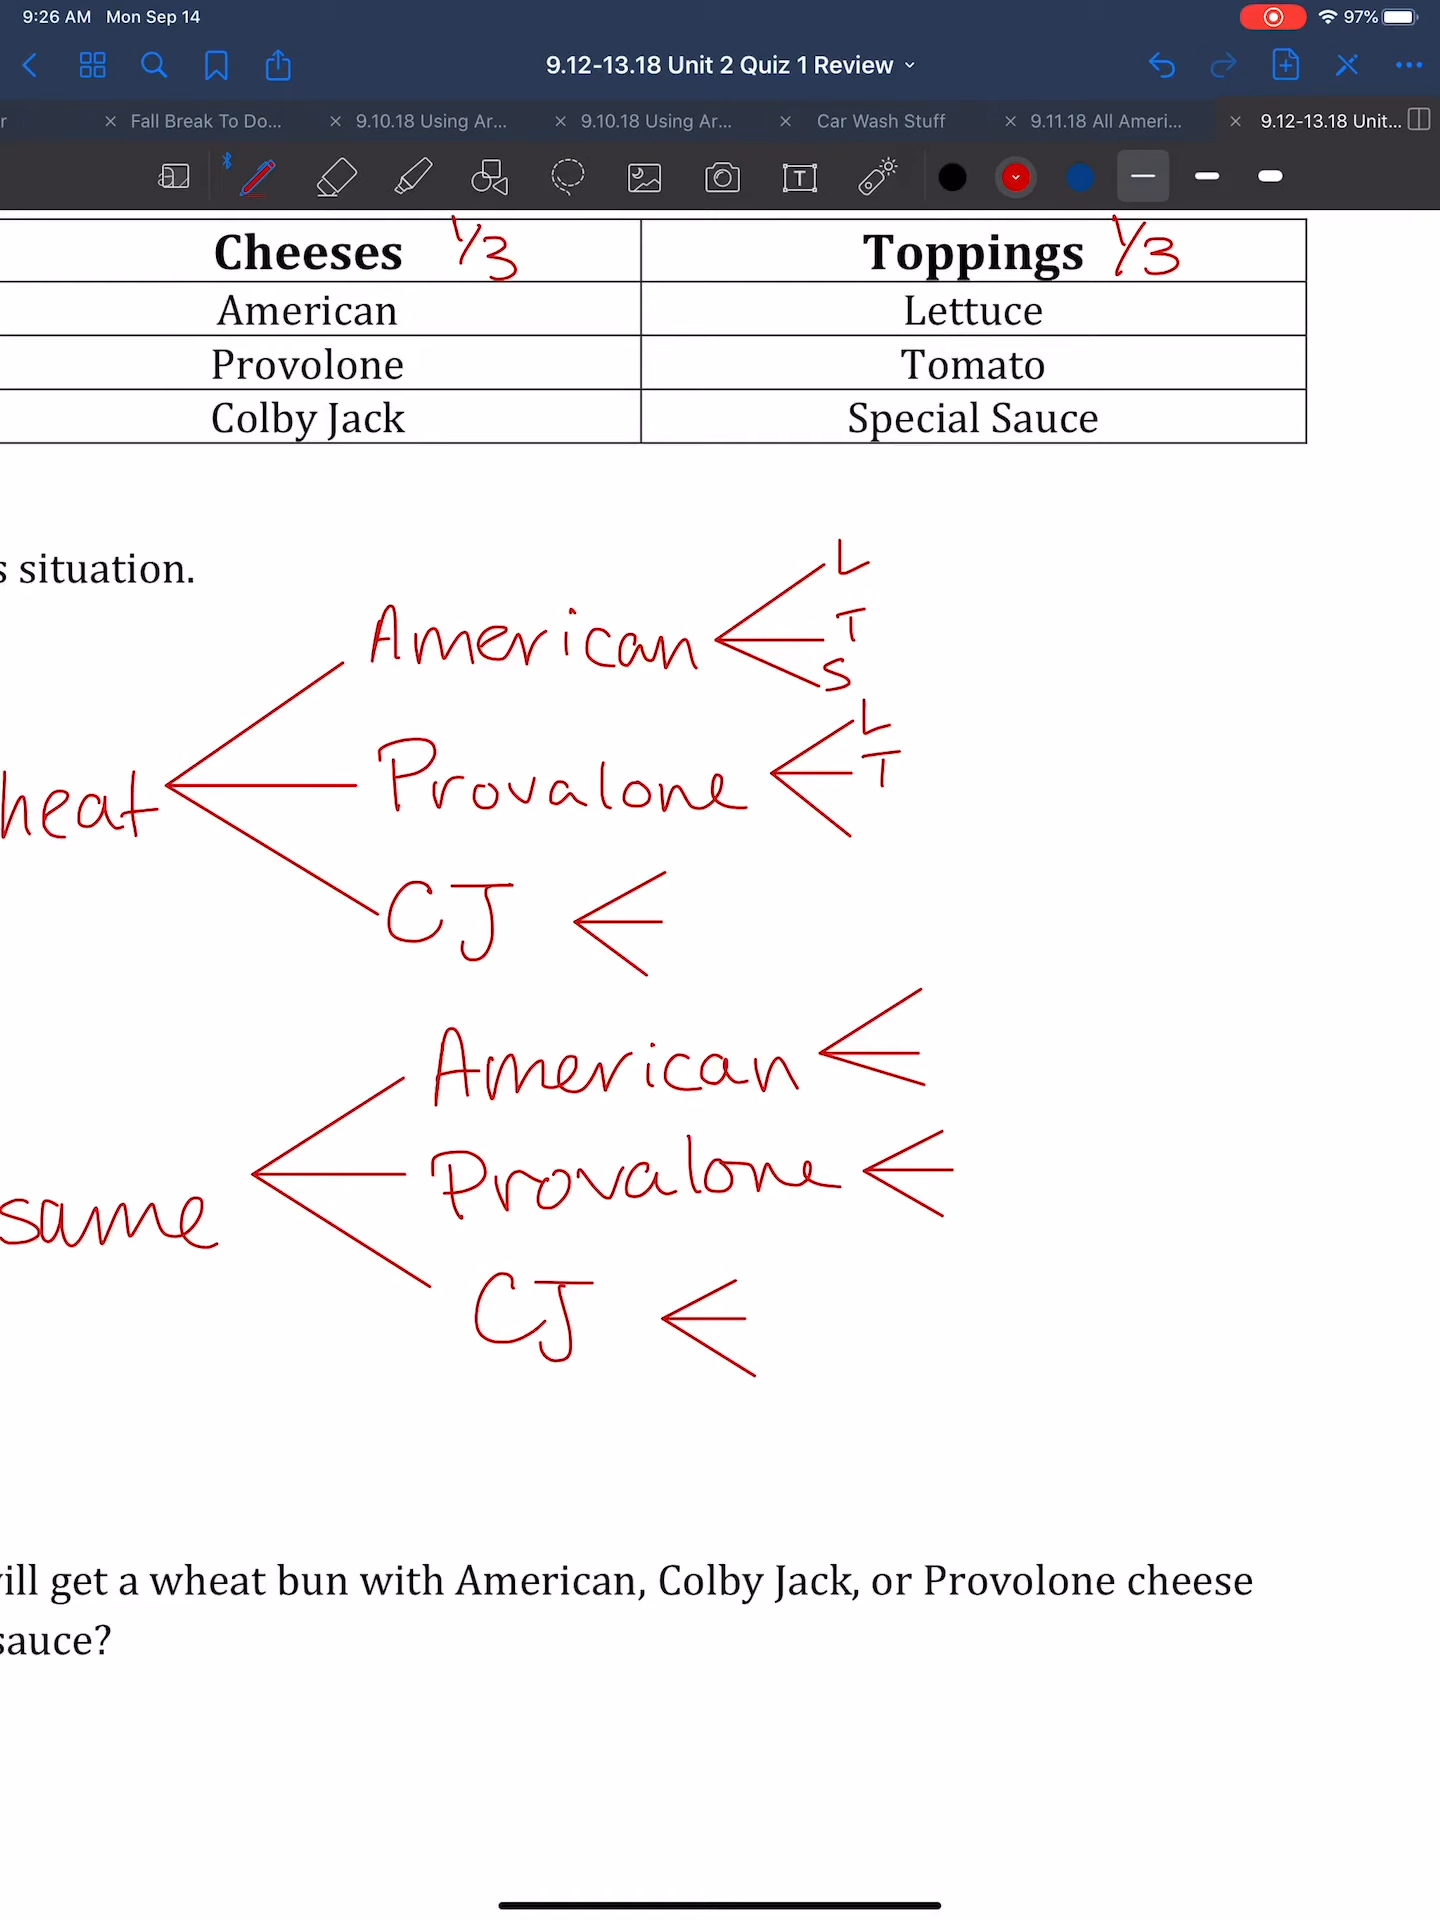 9:26 AM Mon Sep 14
97%
9.12-13.18 Unit 2 Quiz 1 Review
r × Fall Break To Do... × 9.10.18 Using Ar... × 9.10.18 Using Ar... × Car Wash Stuff × 9.11.18 All Ameri... × 9.12-13.18 Unit...
T
Cheeses 1/3 Toppings 1/3
American Lettuce
Provolone Tomato
Colby Jack Special Sauce
s situation.
L
American T
S
L
heat Provalone T
CJ
American
same Provalone
CJ
ill get a wheat bun with American, Colby Jack, or Provolone cheese
sauce?